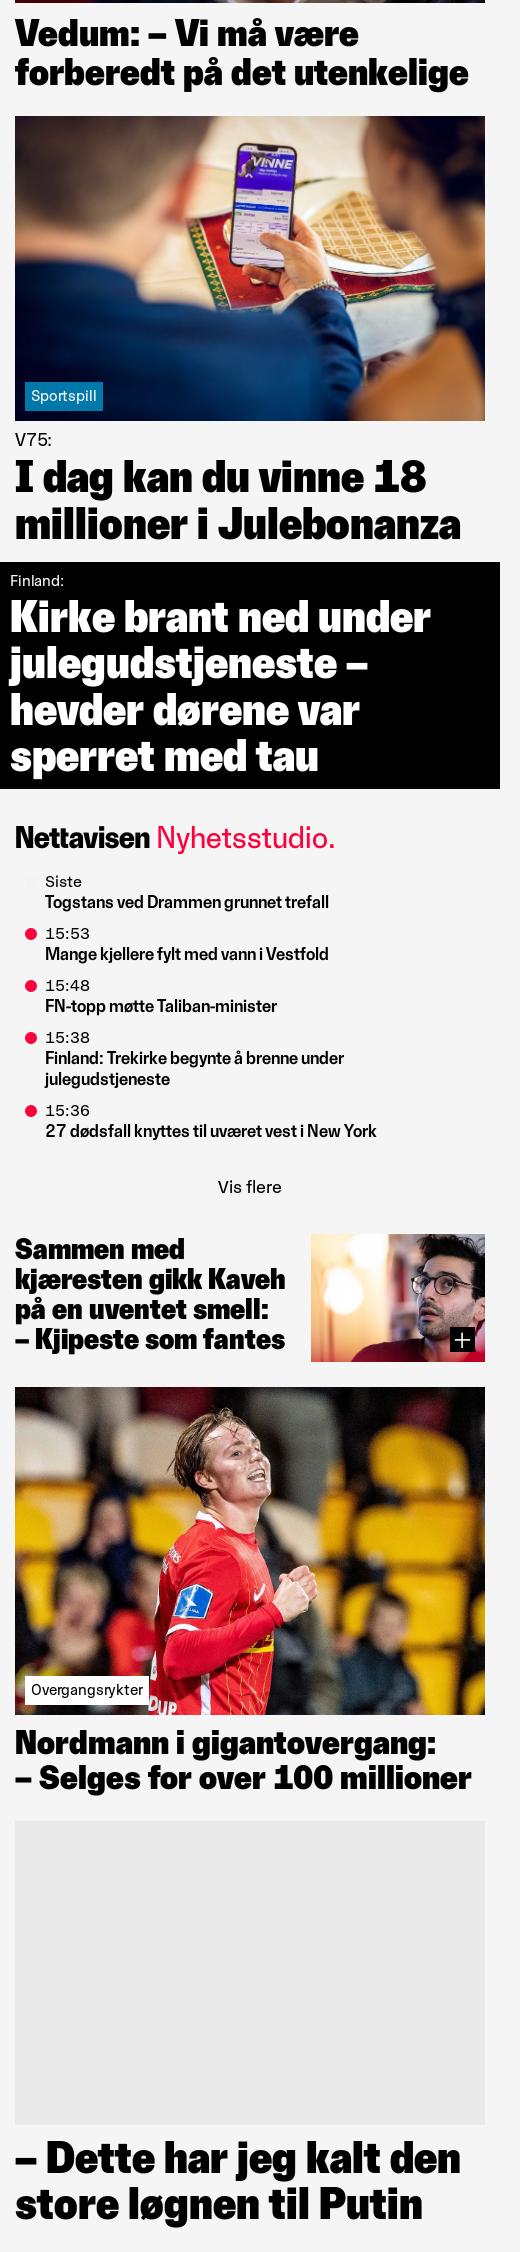 Vedum: – Vi må være
forberedt på det utenkelige
VINNE
Sportspill
V75:
I dag kan du vinne 18
millioner i Julebonanza
Finland:
Kirke brant ned under
julegudstjeneste –
hevder dørene var
sperret med tau
Nettavisen Nyhetsstudio.
Siste
Togstans ved Drammen grunnet trefall
15:53
Mange kjellere fylt med vann i Vestfold
15:48
FN-topp møtte Taliban-minister
15:38
Finland: Trekirke begynte å brenne under
julegudstjeneste
15:36
27 dødsfall knyttes til uværet vest i New York
Vis flere
Sammen med
kjæresten gikk Kaveh
på en uventet smell:
– Kjipeste som fantes
Overgangsrykter
Nordmann i gigantovergang:
– Selges for over 100 millioner
– Dette har jeg kalt den
store løgnen til Putin